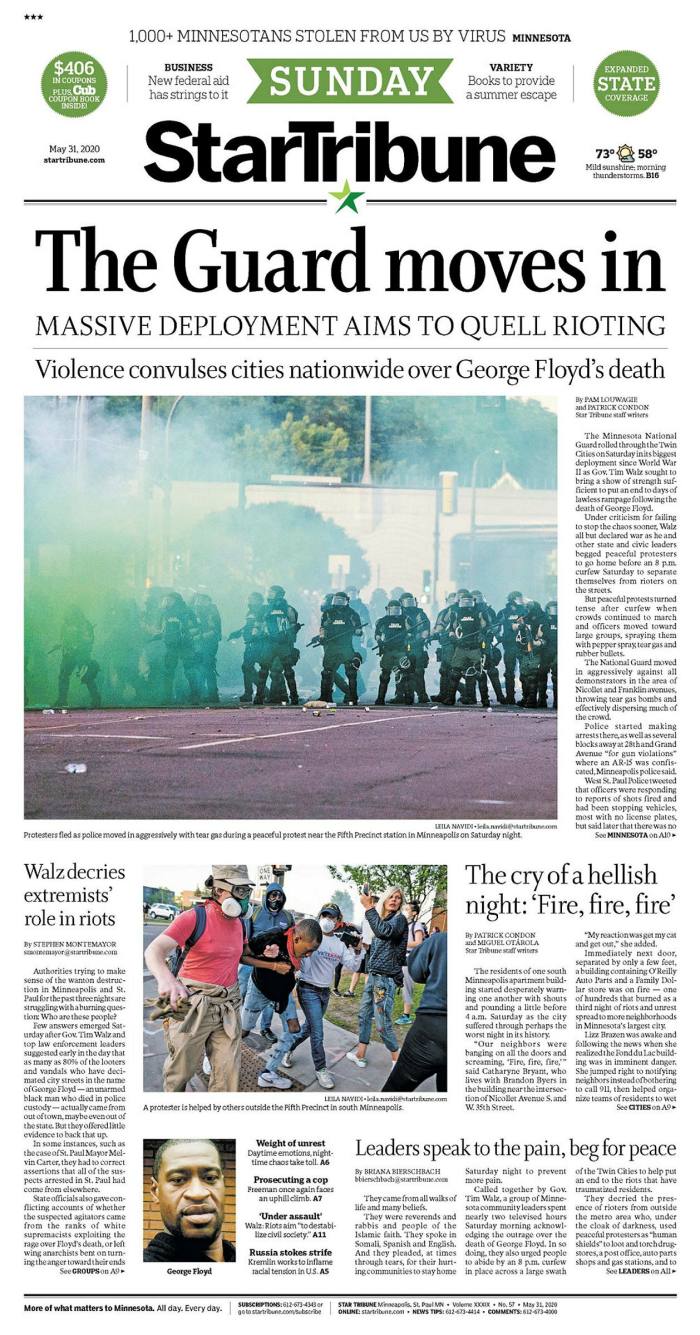 ★★★
1,000+ MINNESOTANS STOLEN FROM US BY VIRUS MINNESOTA
$406
IN COUPONS
PLUS, Cub
COUPON BOOK
INSIDE!
BUSINESS
New federal aid
has strings to it
SUNDAY
VARIETY
Books to provide
a summer escape
EXPANDED
STATE
COVERAGE
May 31, 2020
startribune.com
StarTribune
73° 58°
Mild sunshine; morning
thunderstorms. B16
The Guard moves in
MASSIVE DEPLOYMENT AIMS TO QUELL RIOTING
Violence convulses cities nationwide over George Floyd's death
By PAM LOUWAGIE
and PATRICK CONDON
Star Tribune staff writers
The Minnesota National
Guard rolled through the Twin
Cities on Saturday in its biggest
deployment since World War
II as Gov. Tim Walz sought to
bring a show of strength suf-
ficient to put an end to days of
lawless rampage following the
death of George Floyd.
Under criticism for failing
to stop the chaos sooner, Walz
all but declared war as he and
other state and civic leaders
begged peaceful protesters
to go home before an 8 p.m.
curfew Saturday to separate
themselves from rioters on
the streets.
But peaceful protests turned
tense after curfew when
crowds continued to march
and officers moved toward
large groups, spraying them
with pepper spray, tear gas and
rubber bullets.
The National Guard moved
in aggressively against all
demonstrators in the area of
Nicollet and Franklin avenues,
throwing tear gas bombs and
effectively dispersing much of
the crowd.
Police started making
arrests there, as well as several
blocks away at 28th and Grand
Avenue "for gun violations"
where an AR-15 was confis-
cated, Minneapolis police said.
West St. Paul Police tweeted
that officers were responding
to reports of shots fired and
had been stopping vehicles,
most with no license plates,
but said later that there was no
See MINNESOTA on A10 ►
LEILA NAVIDI • leila.navidi@startribune.com
Protesters fled as police moved in aggressively with tear gas during a peaceful protest near the Fifth Precinct station in Minneapolis on Saturday night.
Walz decries
extremists'
role in riots
By STEPHEN MONTEMAYOR
smontemayor@startribune.com
Authorities trying to make
sense of the wanton destruc-
tion in Minneapolis and St.
Paul for the past three nights are
struggling with a burning ques-
tion: Who are these people?
Few answers emerged Sat-
urday after Gov. Tim Walz and
top law enforcement leaders
suggested early in the day that
as many as 80% of the looters
and vandals who have deci-
mated city streets in the name
of George Floyd — an unarmed
black man who died in police
custody — actually came from
out of town, maybe even out of
the state. But they offered little
evidence to back that up.
In some instances, such as
the case of St. Paul Mayor Mel-
vin Carter, they had to correct
assertions that all of the sus-
pects arrested in St. Paul had
come from elsewhere.
State officials also gave con-
flicting accounts of whether
the suspected agitators came
from the ranks of white
supremacists exploiting the
rage over Floyd's death, or left
wing anarchists bent on turn-
ing the anger toward their ends
See GROUPS on A9 ►
LEILA NAVIDI • leila.navidi@startribune.com
A protester is helped by others outside the Fifth Precinct in south Minneapolis.
The cry of a hellish
night: 'Fire, fire, fire'
By PATRICK CONDON
and MIGUEL OTÁROLA
Star Tribune staff writers
The residents of one south
Minneapolis apartment build-
ing started desperately warn-
ing one another with shouts
and pounding a little before
4 a.m. Saturday as the city
suffered through perhaps the
worst night in its history.
"Our neighbors were
banging on all the doors and
screaming, 'Fire, fire, fire,'"
said Catharyne Bryant, who
lives with Brandon Byers in
the building near the intersec-
tion of Nicollet Avenue S. and
W. 35th Street.
"My reaction was get my cat
and get out," she added.
Immediately next door,
separated by only a few feet,
a building containing O'Reilly
Auto Parts and a Family Dol-
lar store was on fire — one
of hundreds that burned as a
third night of riots and unrest
spread to more neighborhoods
in Minnesota's largest city.
Lizz Brazen was awake and
following the news when she
realized the Fond du Lac build-
ing was in imminent danger.
She jumped right to notifying
neighbors instead of bothering
to call 911, then helped orga-
nize teams of residents to wet
See CITIES on A9 ►
George Floyd
Weight of unrest
Daytime emotions, night-
time chaos take toll. A6
Prosecuting a cop
Freeman once again faces
an uphill climb. A7
'Under assault'
Walz: Riots aim "to destabi-
lize civil society." A11
Russia stokes strife
Kremlin works to inflame
racial tension in U.S. A5
Leaders speak to the pain, beg for peace
By BRIANA BIERSCHBACH
bbierschbach@startribune.com
They came from all walks of
life and many beliefs.
They were reverends and
rabbis and people of the
Islamic faith. They spoke in
Somali, Spanish and English.
And they pleaded, at times
through tears, for their hurt-
ing communities to stay home
Saturday night to prevent
more pain.
Called together by Gov.
Tim Walz, a group of Minne-
sota community leaders spent
nearly two televised hours
Saturday morning acknowl-
edging the outrage over the
death of George Floyd. In so
doing, they also urged people
to abide by an 8 p.m. curfew
in place across a large swath
of the Twin Cities to help put
an end to the riots that have
traumatized residents.
They decried the pres-
ence of rioters from outside
the metro area who, under
the cloak of darkness, used
peaceful protesters as "human
shields" to loot and torch drug-
stores, a post office, auto parts
shops and gas stations, and to
See LEADERS on A11 ►
More of what matters to Minnesota. All day. Every day.
SUBSCRIPTIONS: 612-673-4343 or
go to startribune.com/subscribe
STAR TRIBUNE Minneapolis, St. Paul MN • Volume XXXIX • No. 57 • May 31, 2020
ONLINE: startribune.com • NEWS TIPS: 612-673-4414 • COMMENTS: 612-673-4000